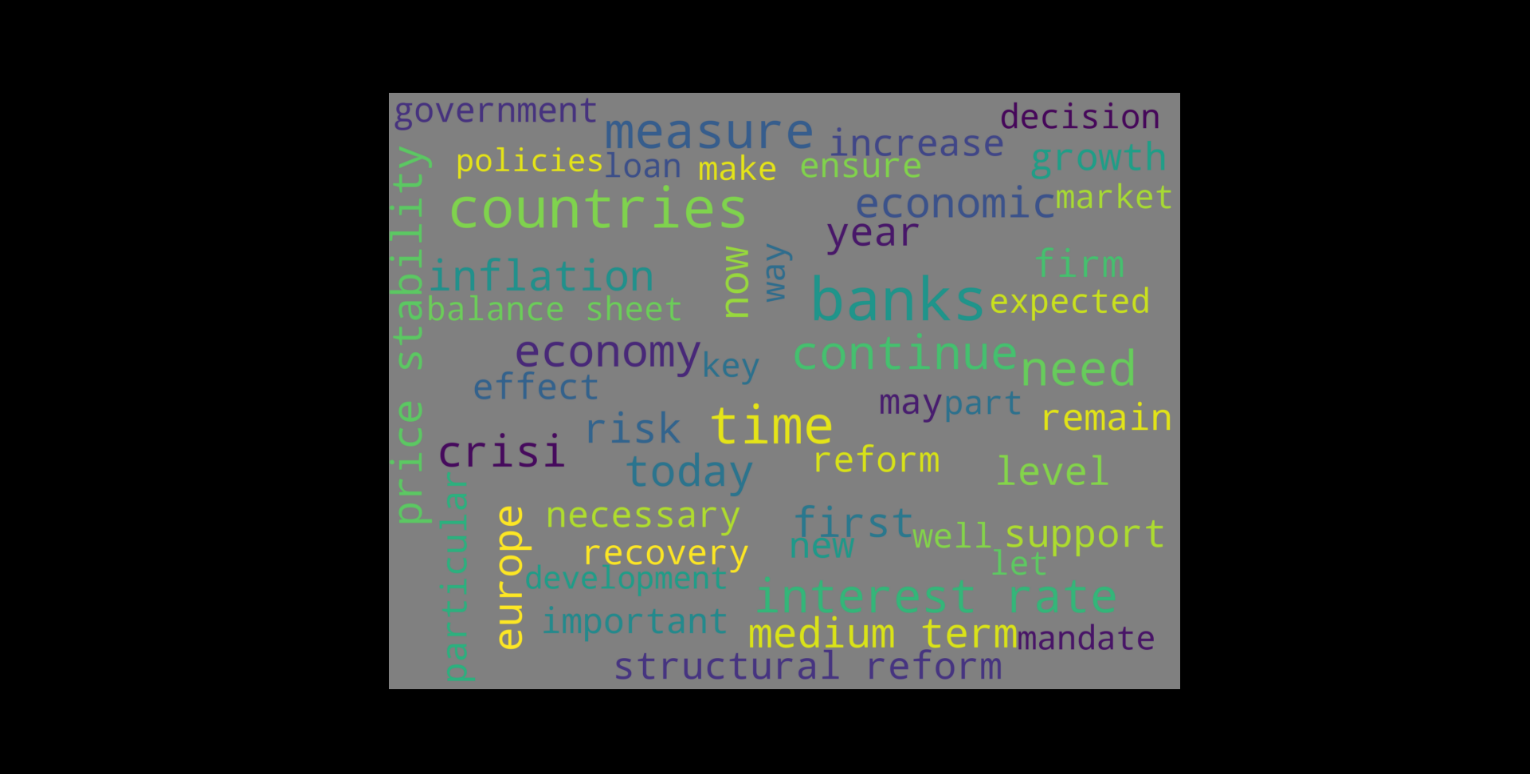 government
measure
decision
increase
policies
loan
make
ensure
growth
countries
economic
market
year
price stability
inflation
now
way
firm
balance sheet
banks
expected
economy
key
continue
need
effect
may
part
remain
risk
time
crisi
today
reform
level
particular
europe
necessary
first
well
support
recovery
new
let
development
interest rate
important
medium term
mandate
structural reform